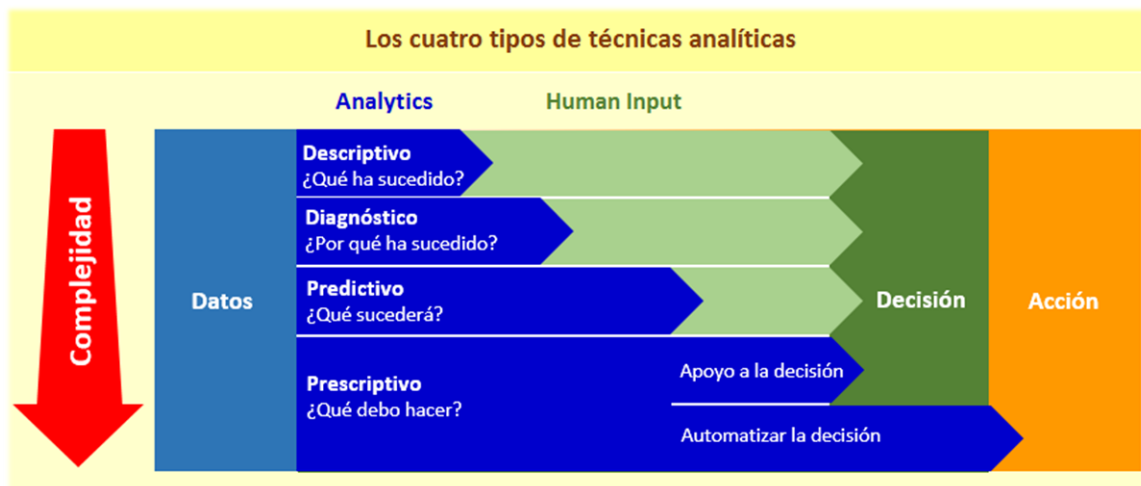 Los cuatro tipos de técnicas analíticas
Analytics
Human Input
Complejidad
Datos
Descriptivo
¿Qué ha sucedido?
Diagnóstico
¿Por qué ha sucedido?
Predictivo
¿Qué sucederá?
Prescriptivo
¿Qué debo hacer?
Apoyo a la decisión
Automatizar la decisión
Decisión
Acción